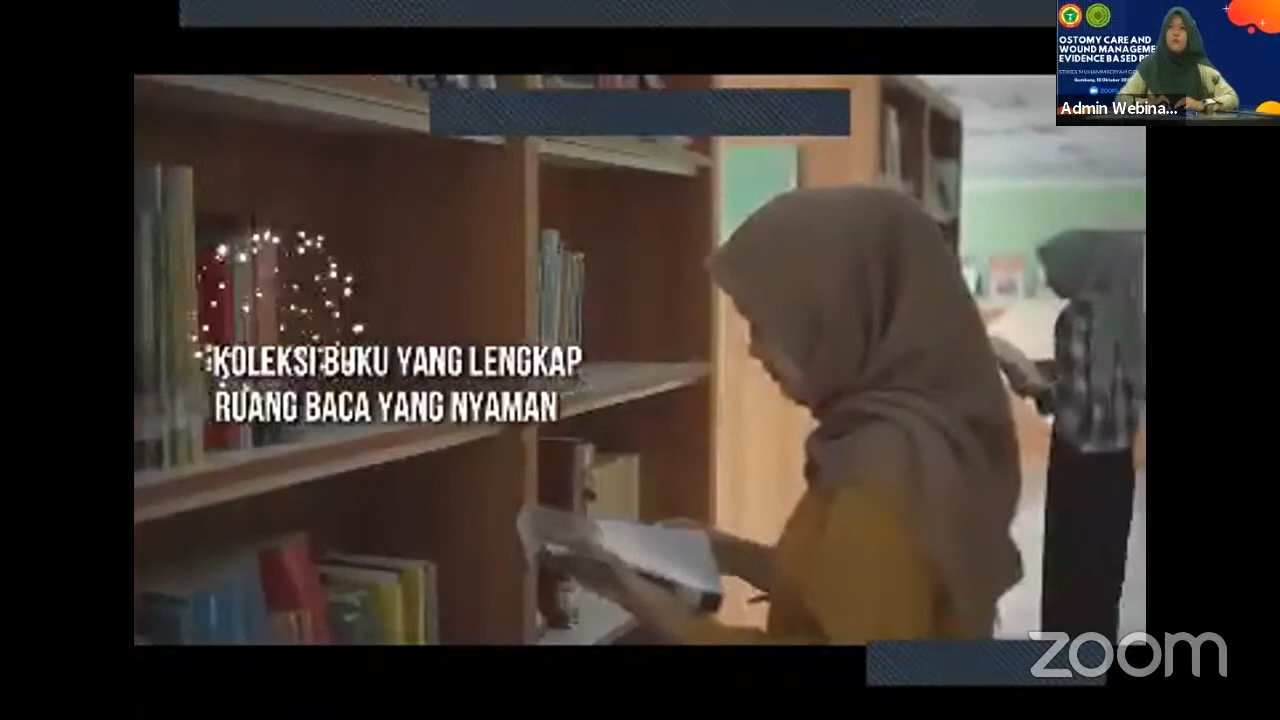 OSTOMY CARE AND
WOUND MANAGEME
EVIDENCE BASED
Admin Webina...
KOLEKSI BUKU YANG LENGKAP
RUANG BACA YANG NYAMAN
zoom